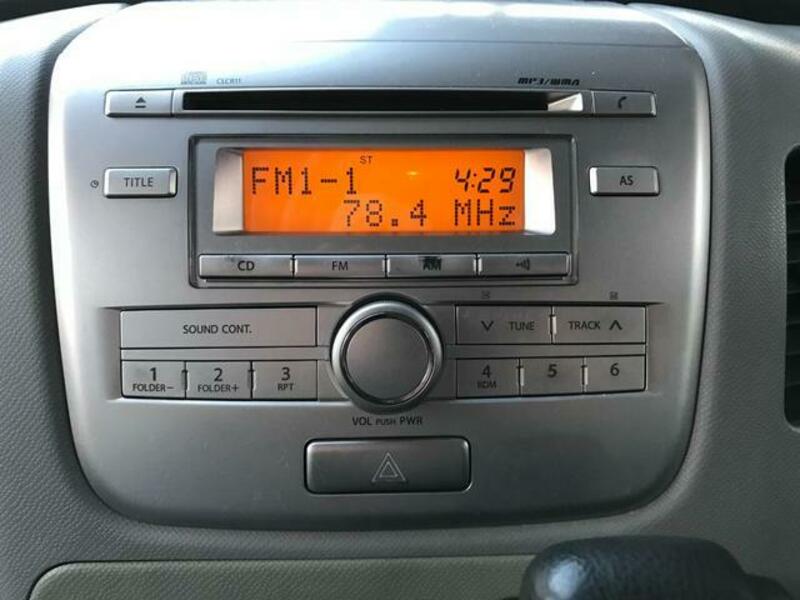 CLCR11
MP3/WMA
ST
FM1-1 4:29
78.4 MHz
TITLE
AS
CD FM AM
SOUND CONT.
TUNE TRACK
1 2 3 4 5 6
FOLDER- FOLDER+ RPT RDM
VOL PUSH PWR